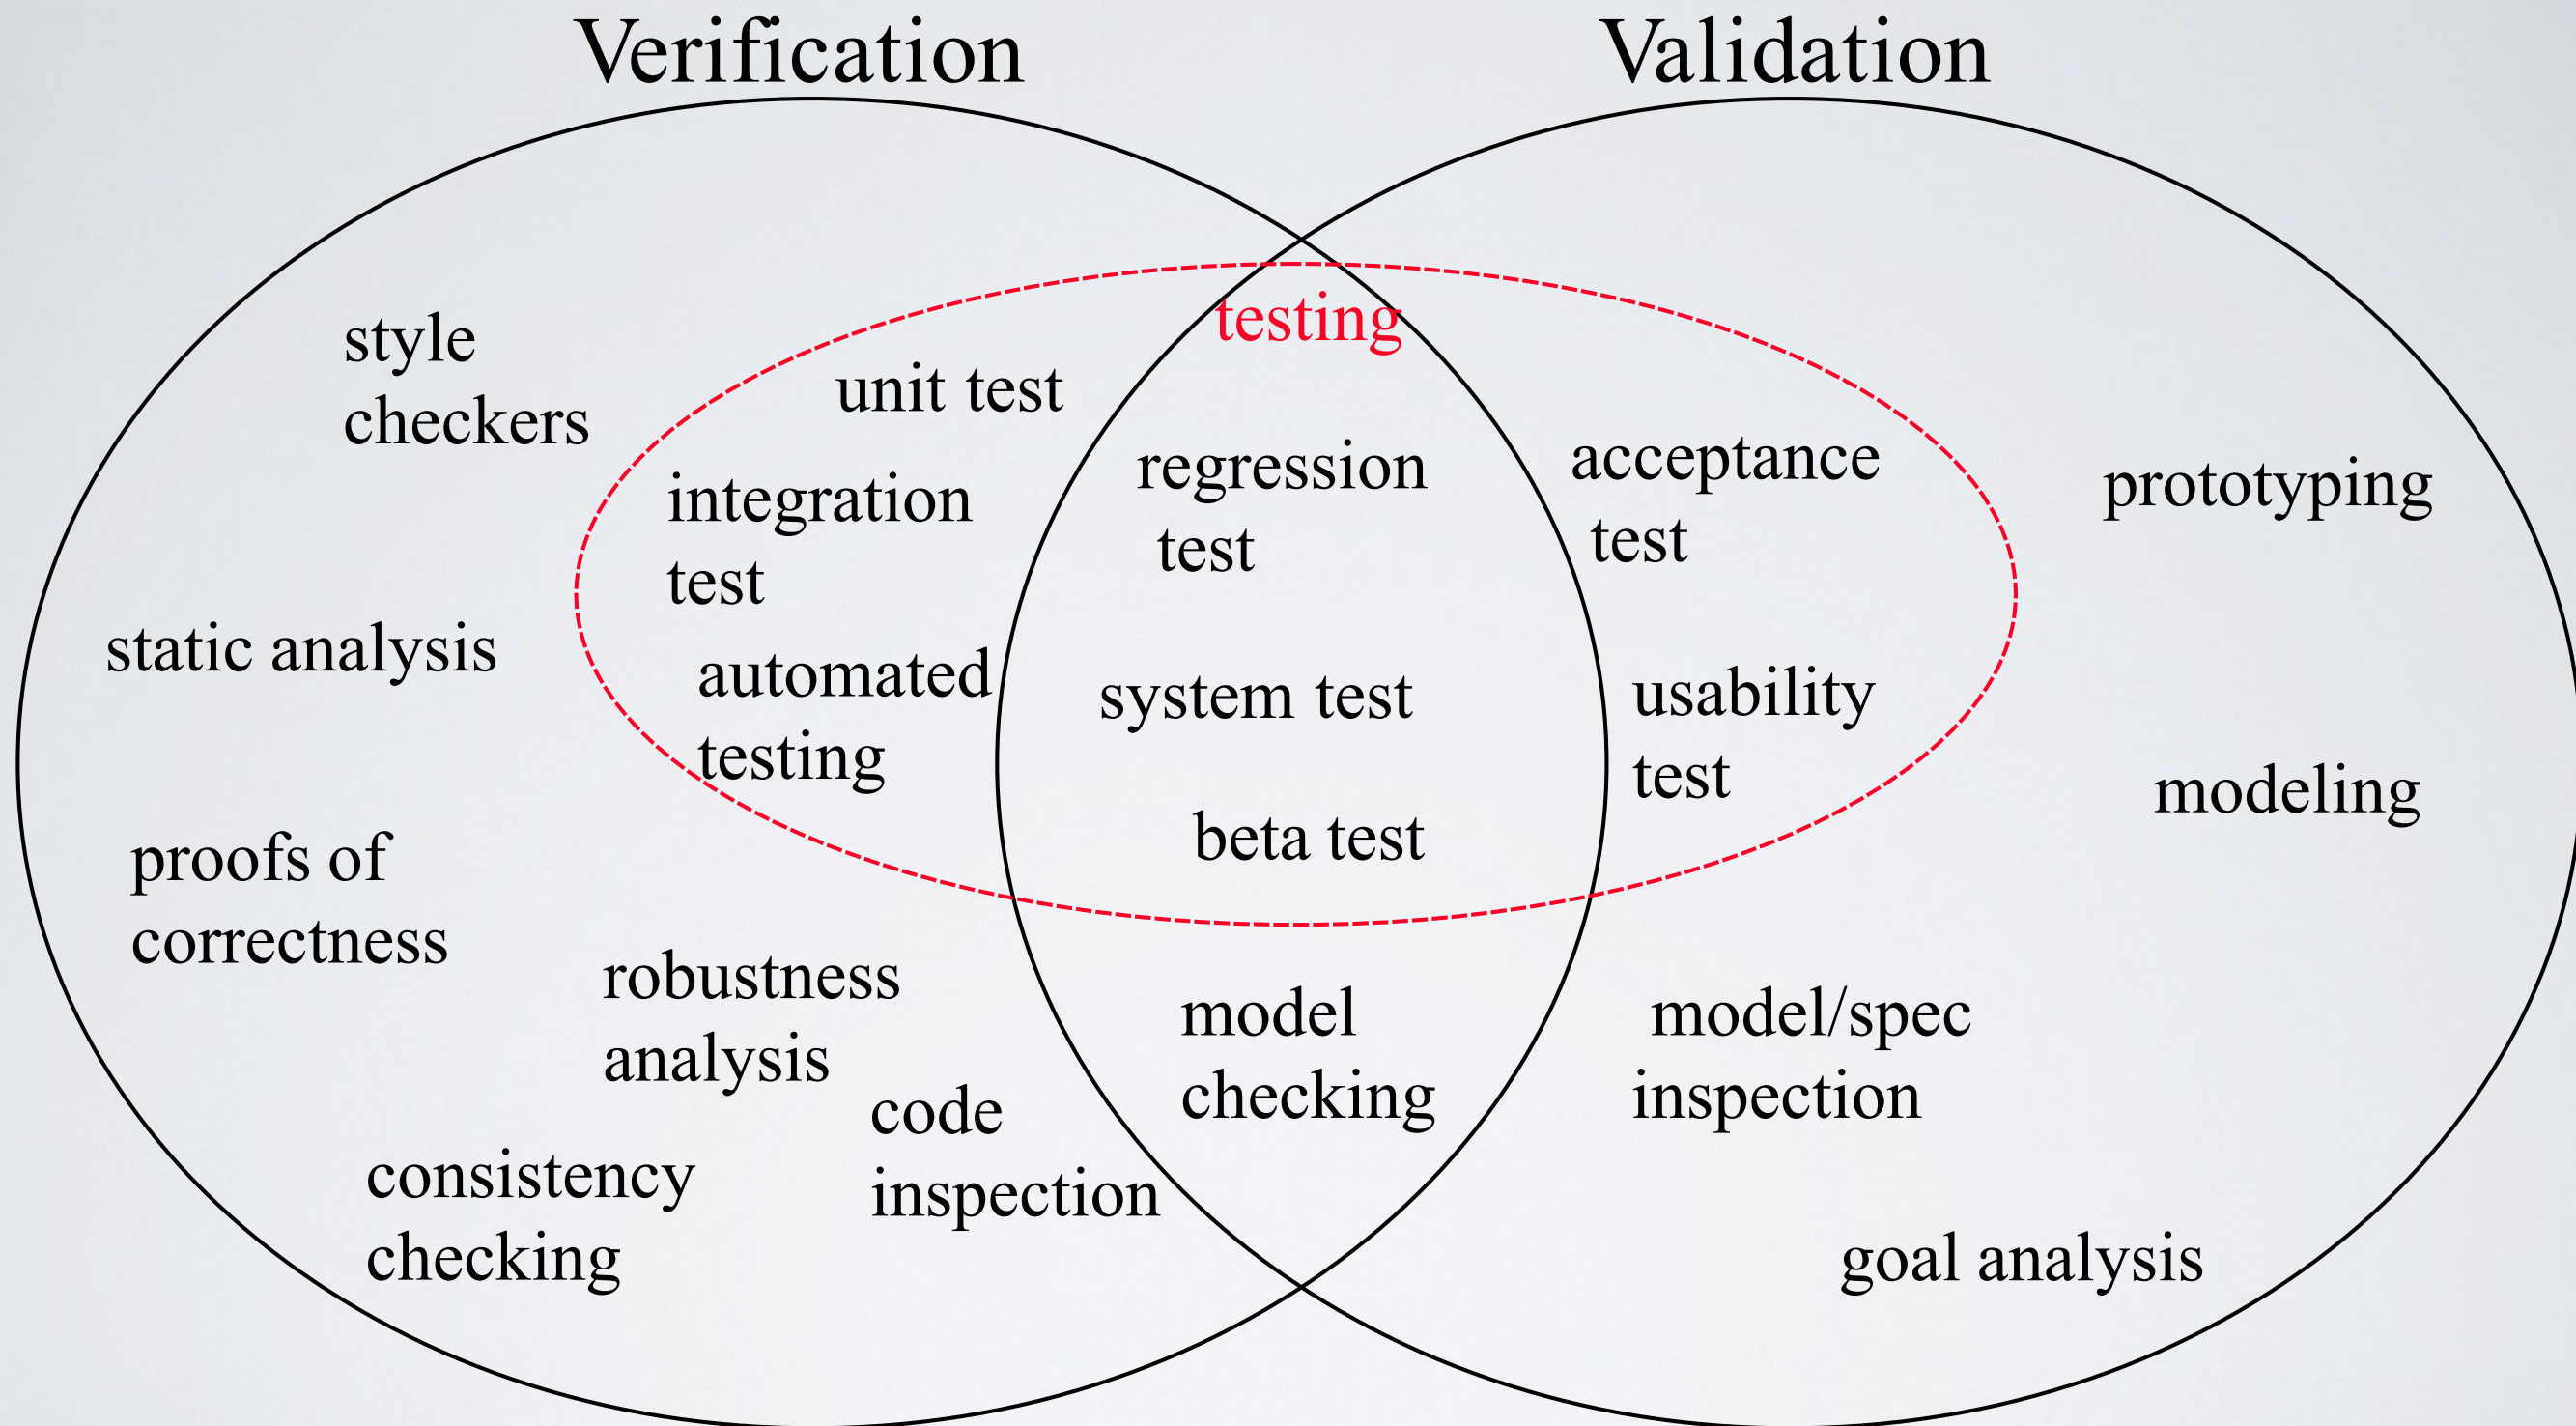 Verification
Validation
testing
style
checkers
unit test
integration
test
automated
testing
static analysis
proofs of
correctness
robustness
analysis
code
inspection
consistency
checking
regression
test
system test
beta test
model
checking
acceptance
test
usability
test
prototyping
modeling
model/spec
inspection
goal analysis